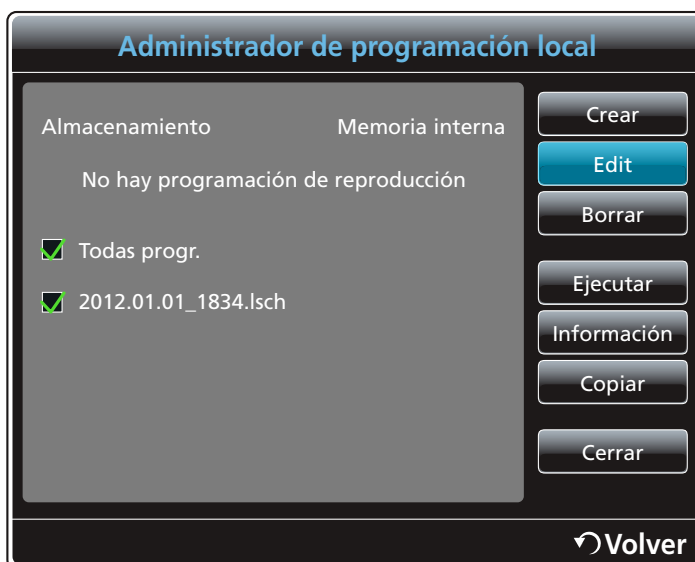 Administrador de programación local
Almacenamiento Memoria interna
No hay programación de reproducción
Todas progr.
2012.01.01_1834.lsch
Crear
Edit
Borrar
Ejecutar
Información
Copiar
Cerrar
Volver